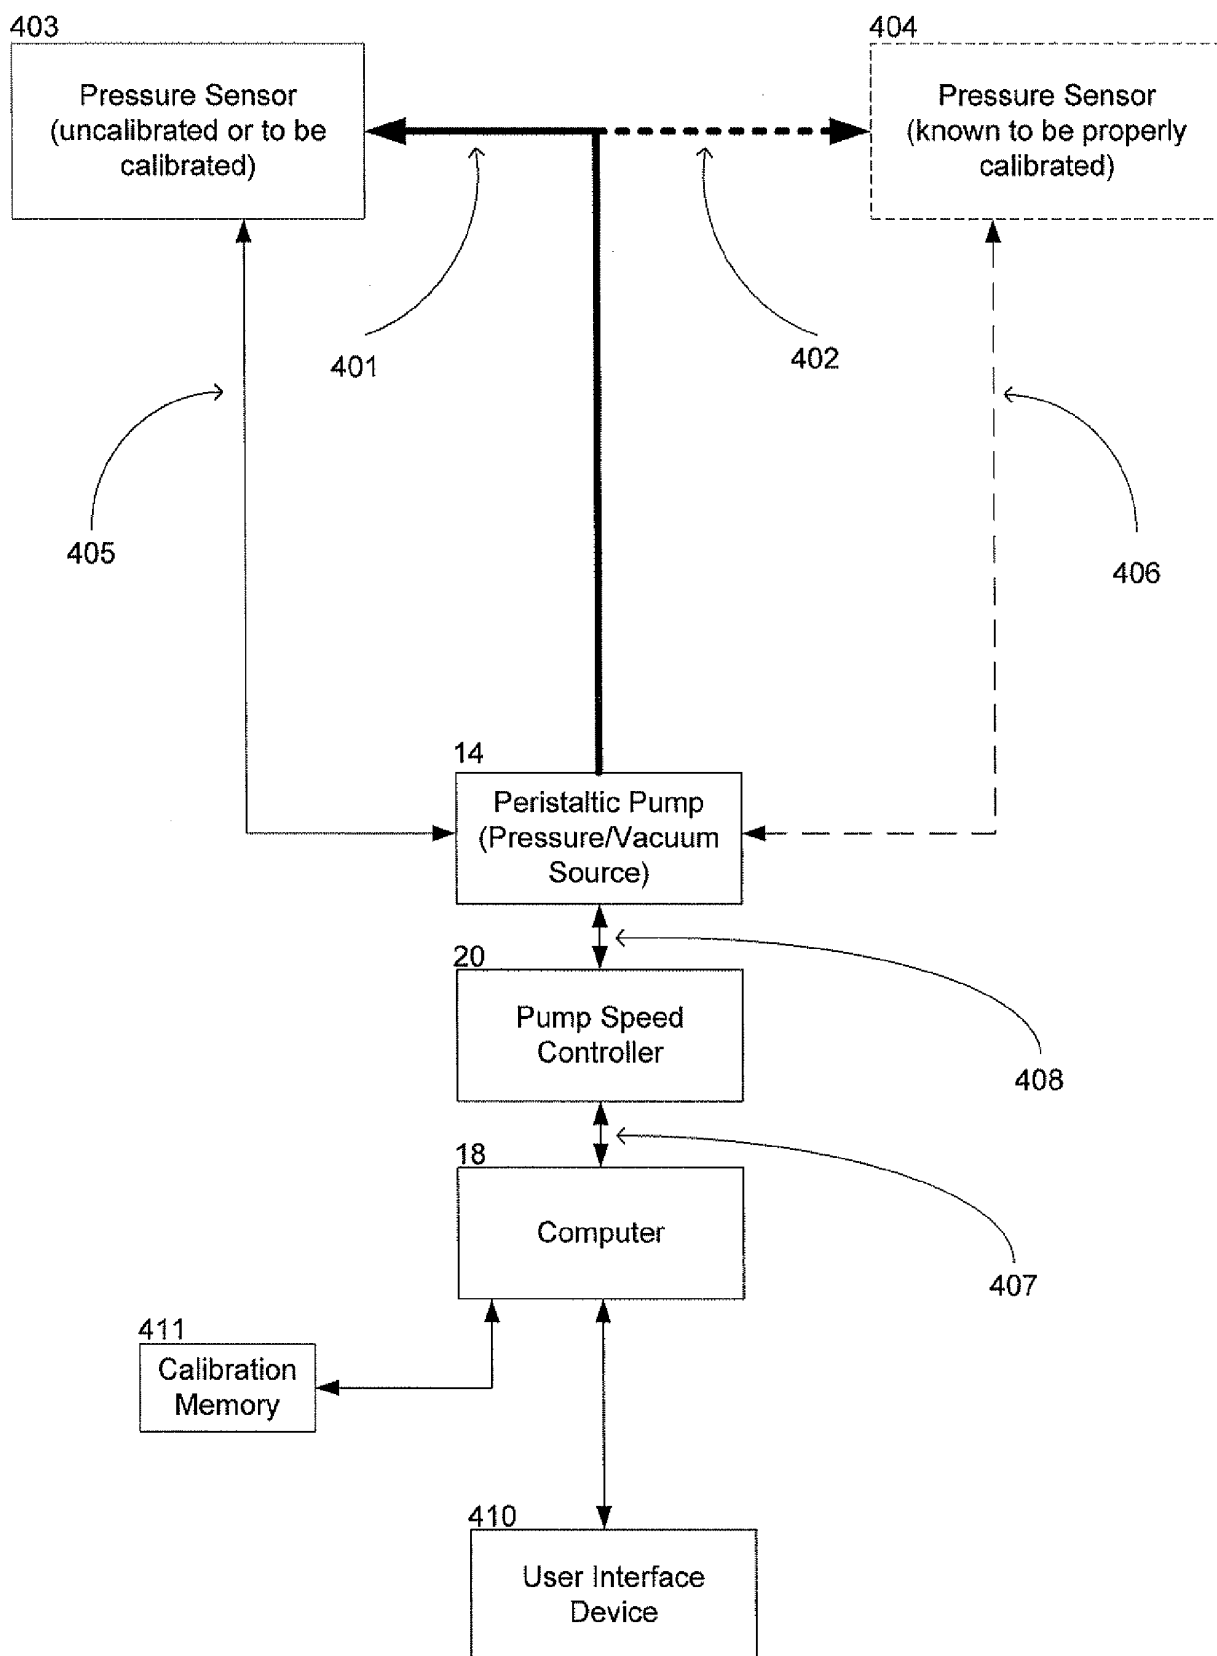 403
Pressure Sensor
(uncalibrated or to be
calibrated)
404
Pressure Sensor
(known to be properly
calibrated)
401
402
405
406
14
Peristaltic Pump
(Pressure/Vacuum
Source)
20
Pump Speed
Controller
408
18
Computer
407
411
Calibration
Memory
410
User Interface
Device